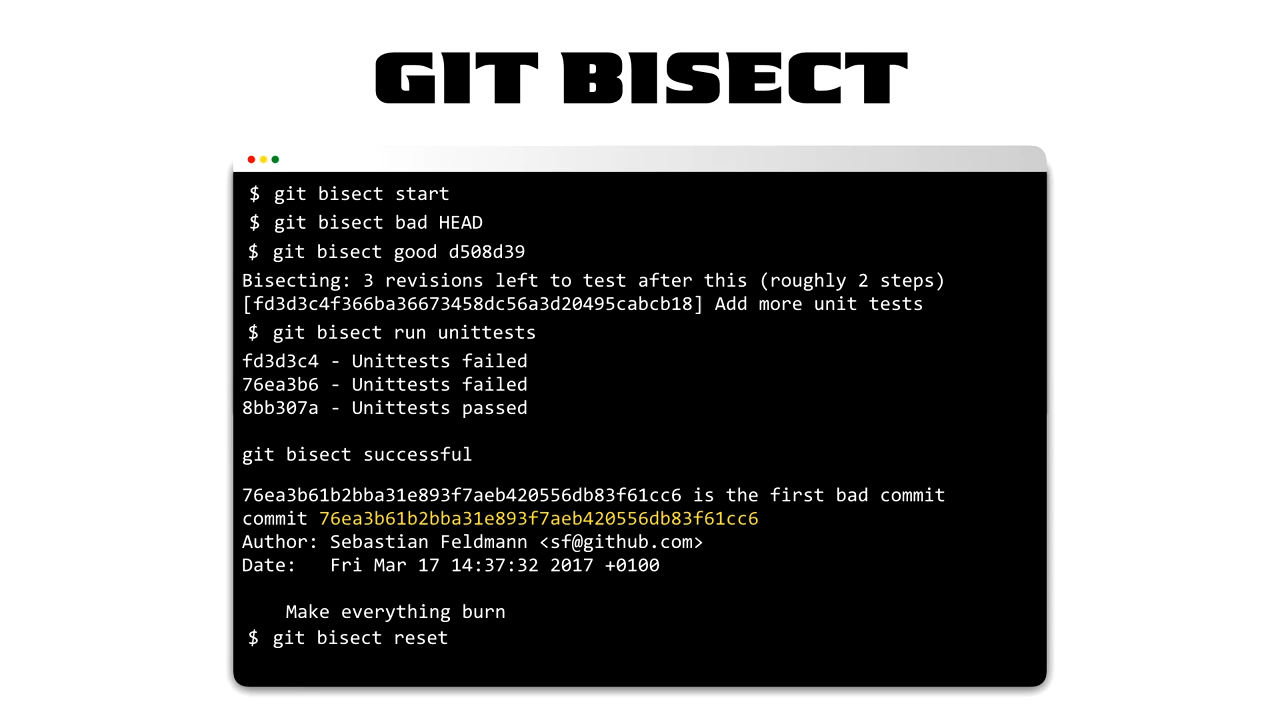 GIT BISECT
$ git bisect start
$ git bisect bad HEAD
$ git bisect good d508d39
Bisecting: 3 revisions left to test after this (roughly 2 steps)
[fd3d3c4f366ba36673458dc56a3d20495cabcb18] Add more unit tests
$ git bisect run unittests
fd3d3c4 - Unittests failed
76ea3b6 - Unittests failed
8bb307a - Unittests passed
git bisect successful
76ea3b61b2bba31e893f7aeb420556db83f61cc6 is the first bad commit
commit 76ea3b61b2bba31e893f7aeb420556db83f61cc6
Author: Sebastian Feldmann <sf@github.com>
Date:   Fri Mar 17 14:37:32 2017 +0100
Make everything burn
$ git bisect reset